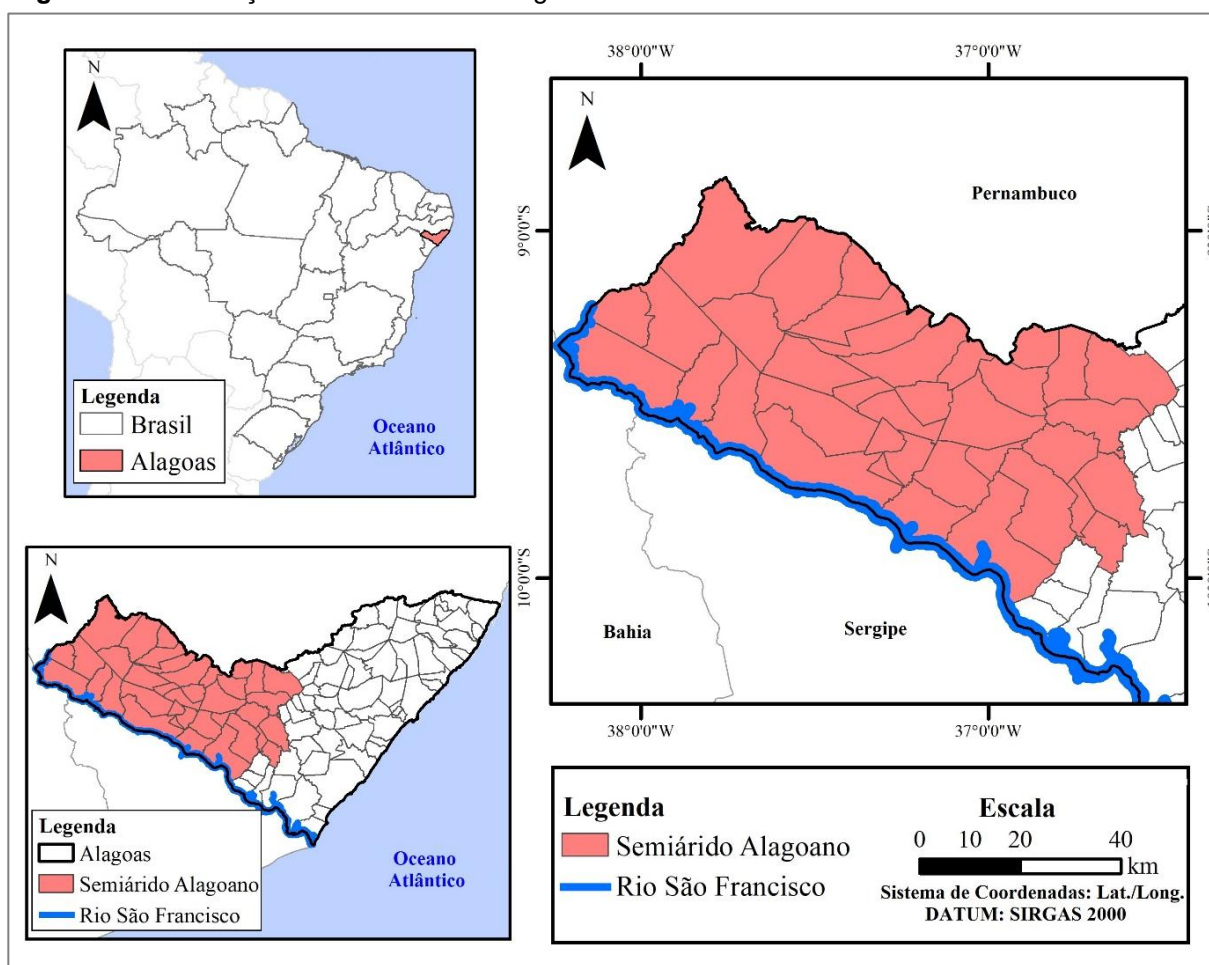 N
Legenda
Brasil
Alagoas
Oceano
Atlântico
N
Legenda
Alagoas
Semiárido Alagoano
Rio São Francisco
Oceano
Atlântico
38°0'0"W
37°0'0"W
N
Pernambuco
9°0'0"S
10°0'0"S
Bahia
Sergipe
38°0'0"W
37°0'0"W
Legenda
Semiárido Alagoano
Rio São Francisco
Escala
0 10 20 40
km
Sistema de Coordenadas: Lat./Long.
DATUM: SIRGAS 2000